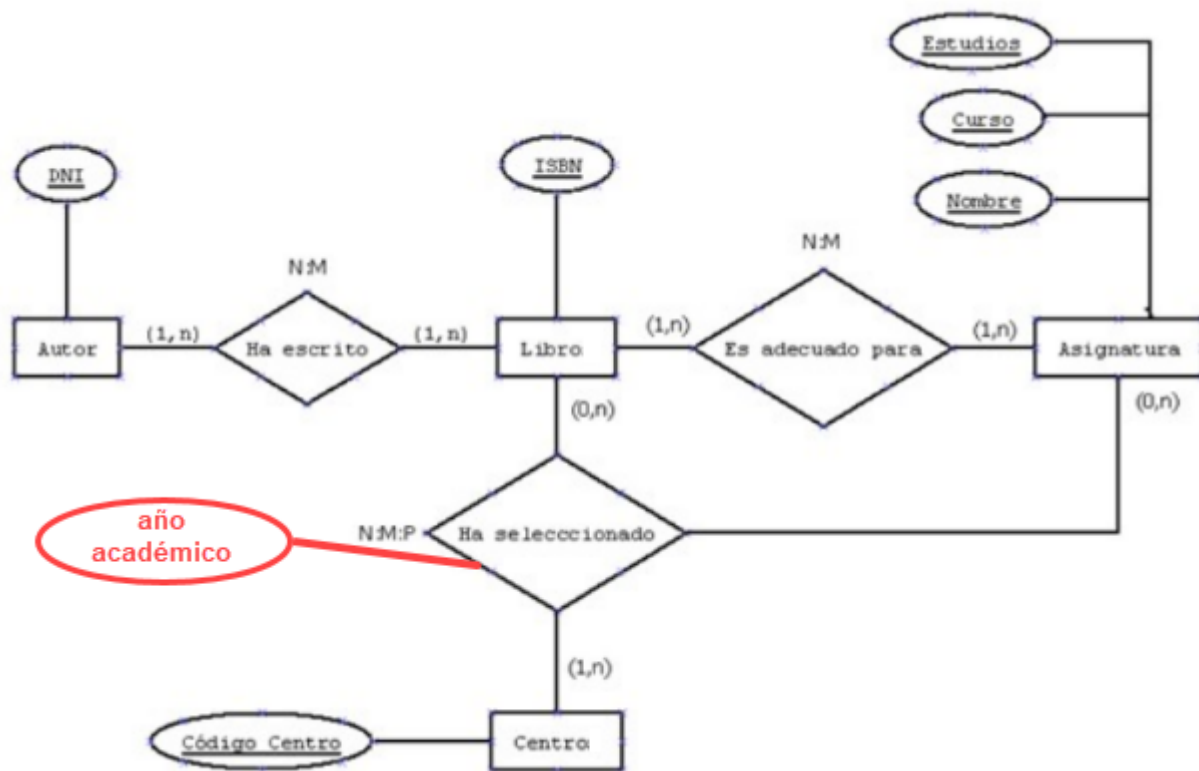 Estudios
Curso
DNI
ISBN
Nombre
N:M
N:M
Autor
(1,n)
Ha escrito
(1,n)
Libro
(1,n)
Es adecuado para
(1,n)
Asignatura
(0,n)
(0,n)
año
académico
N:M:P
Ha selecccionado
(1,n)
Código Centro
Centro